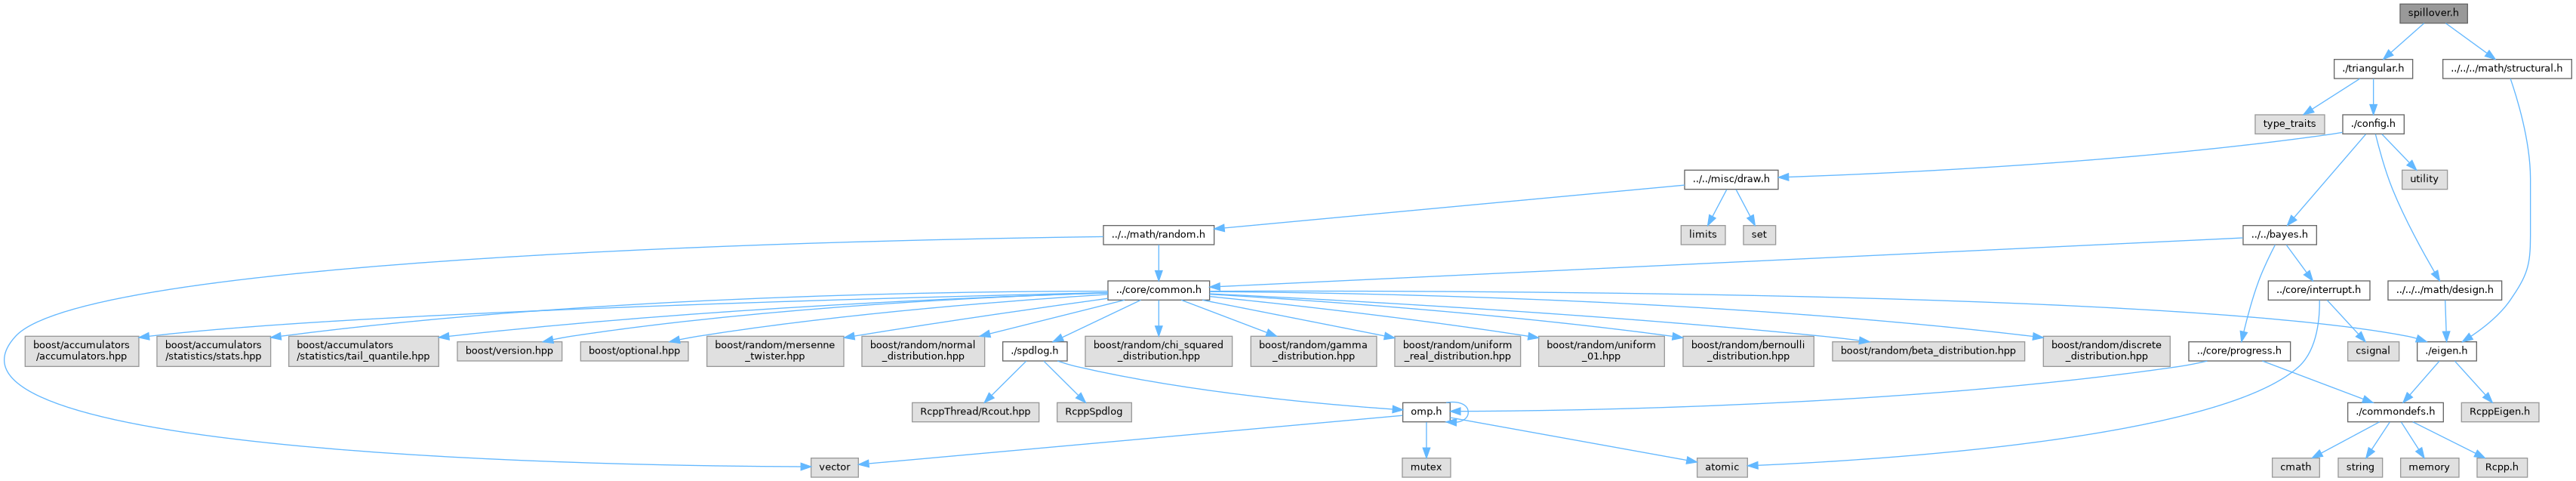 spillover.h
./triangular.h
../../../math/structural.h
type_traits
./config.h
../../misc/draw.h
utility
../../math/random.h
limits
set
../../bayes.h
../core/common.h
../core/interrupt.h
../../../math/design.h
boost/accumulators
/accumulators.hpp
boost/accumulators
/statistics/stats.hpp
boost/accumulators
/statistics/tail_quantile.hpp
boost/version.hpp
boost/optional.hpp
boost/random/mersenne
_twister.hpp
boost/random/normal
_distribution.hpp
./spdlog.h
boost/random/chi_squared
_distribution.hpp
boost/random/gamma
_distribution.hpp
boost/random/uniform
_real_distribution.hpp
boost/random/uniform
_01.hpp
boost/random/bernoulli
_distribution.hpp
boost/random/beta_distribution.hpp
boost/random/discrete
_distribution.hpp
../core/progress.h
csignal
./eigen.h
RcppThread/Rcout.hpp
RcppSpdlog
omp.h
./commondefs.h
RcppEigen.h
vector
mutex
atomic
cmath
string
memory
Rcpp.h